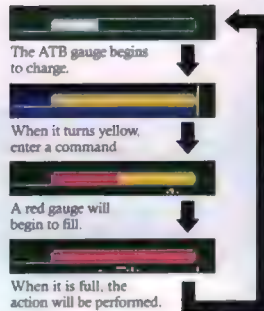 The ATB gauge begins
to charge.
When it turns yellow,
enter a command
A red gauge will
begin to fill.
When it is full, the
action will be performed.